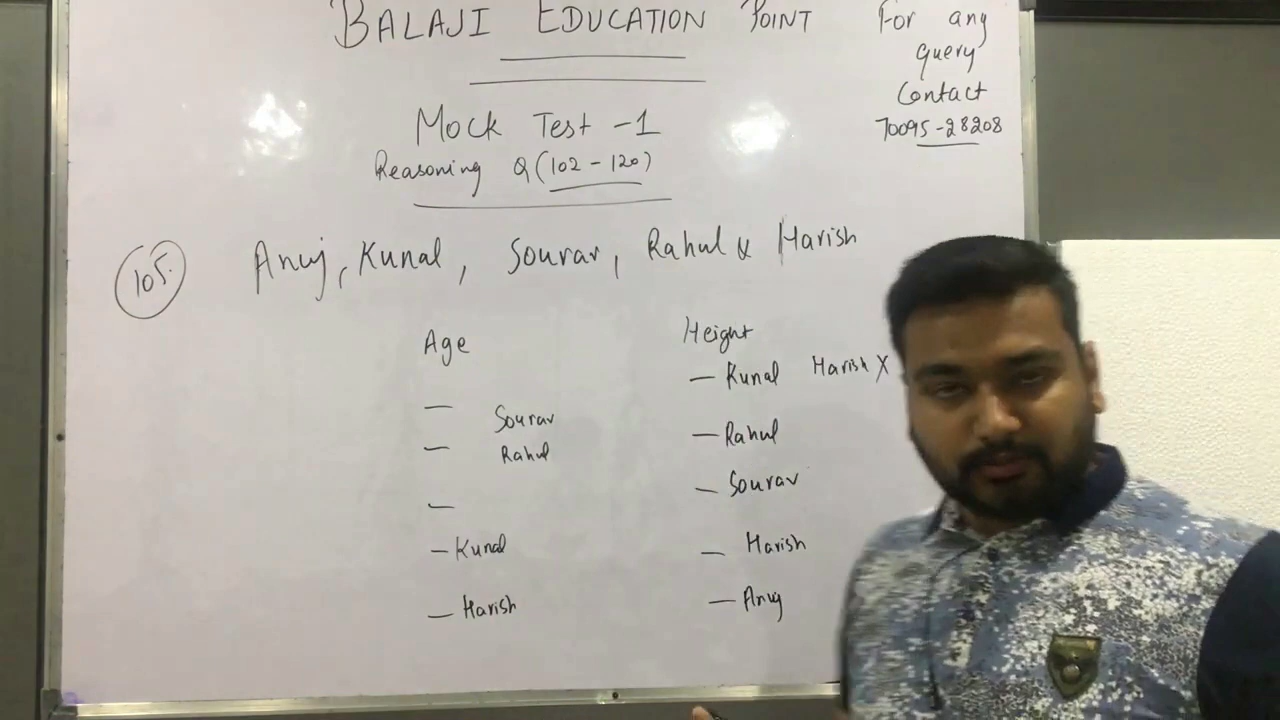 BALAJI EDUCATION POINT
For any
query
Contact
70095-28208
Mock Test -1
Reasoning Q(102-120)
105.
Anuj, Kunal, Sourav, Rahul & Harish
Age
— Sourav
— Rahul
—
— Kunal
— Harish
Height
— Kunal Harish X
— Rahul
— Sourav
— Harish
— Anuj